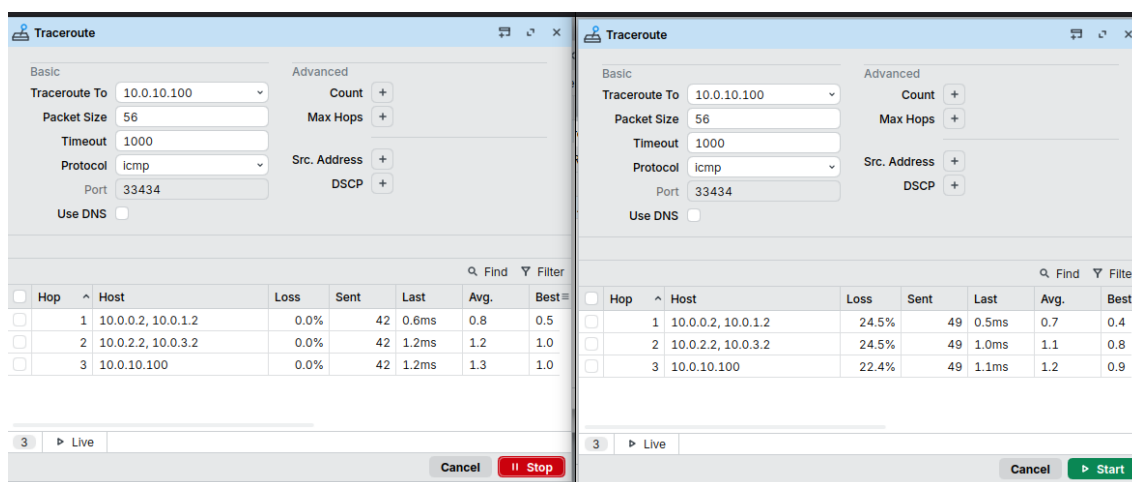 Traceroute
Basic
Advanced
Traceroute To 10.0.10.100
Count +
Packet Size 56
Max Hops +
Timeout 1000
Protocol icmp
Src. Address +
Port 33434
DSCP +
Use DNS
Find Filter
Hop Host Loss Sent Last Avg. Best
1 10.0.0.2, 10.0.1.2 0.0% 42 0.6ms 0.8 0.5
2 10.0.2.2, 10.0.3.2 0.0% 42 1.2ms 1.2 1.0
3 10.0.10.100 0.0% 42 1.2ms 1.3 1.0
3 Live
Cancel Stop
Traceroute
Basic
Advanced
Traceroute To 10.0.10.100
Count +
Packet Size 56
Max Hops +
Timeout 1000
Protocol icmp
Src. Address +
Port 33434
DSCP +
Use DNS
Find Filte
Hop Host Loss Sent Last Avg. Best
1 10.0.0.2, 10.0.1.2 24.5% 49 0.5ms 0.7 0.4
2 10.0.2.2, 10.0.3.2 24.5% 49 1.0ms 1.1 0.8
3 10.0.10.100 22.4% 49 1.1ms 1.2 0.9
3 Live
Cancel Start